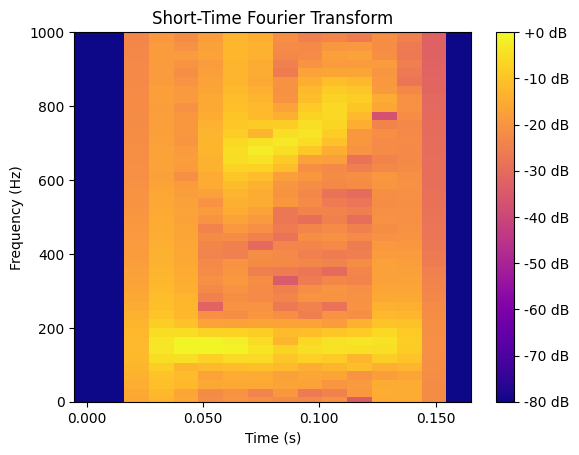 Short-Time Fourier Transform
Frequency (Hz)
1000
800
600
400
200
0
0.000
0.050
0.100
0.150
Time (s)
+0 dB
-10 dB
-20 dB
-30 dB
-40 dB
-50 dB
-60 dB
-70 dB
-80 dB